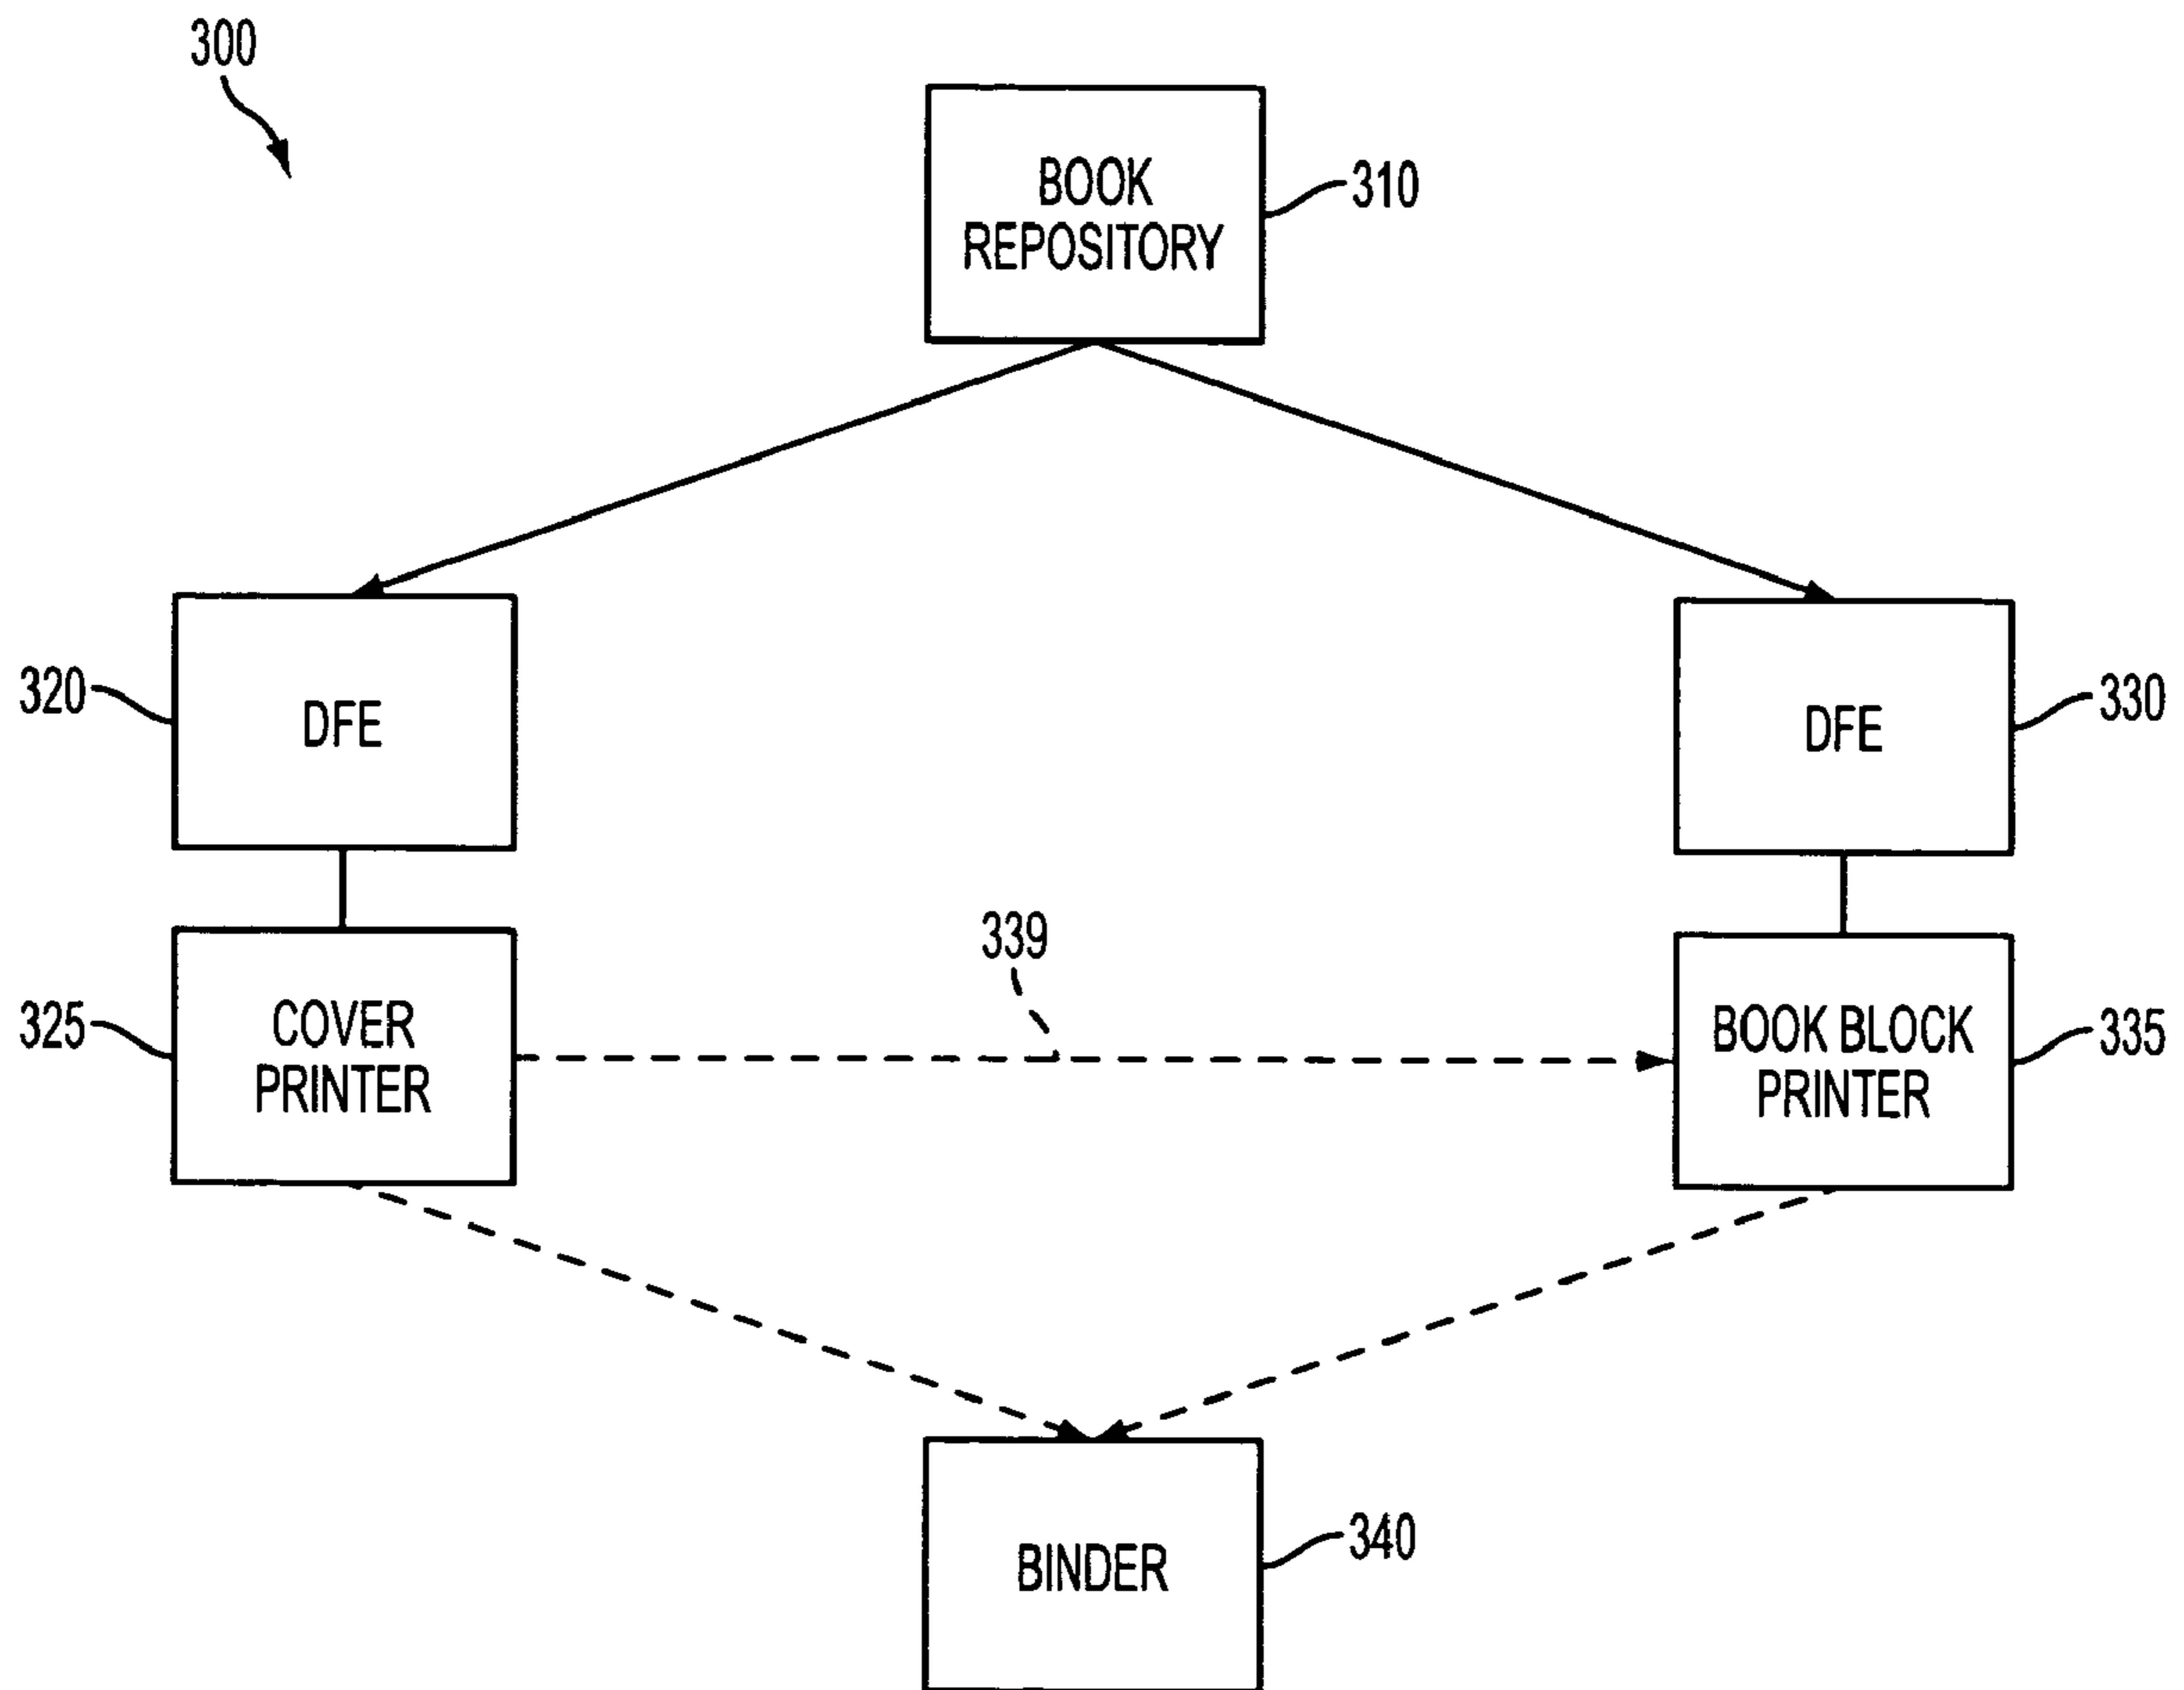 300
BOOK
REPOSITORY
310
320
DFE
DFE
330
339
325
COVER
PRINTER
BOOK BLOCK
PRINTER
335
BINDER
340